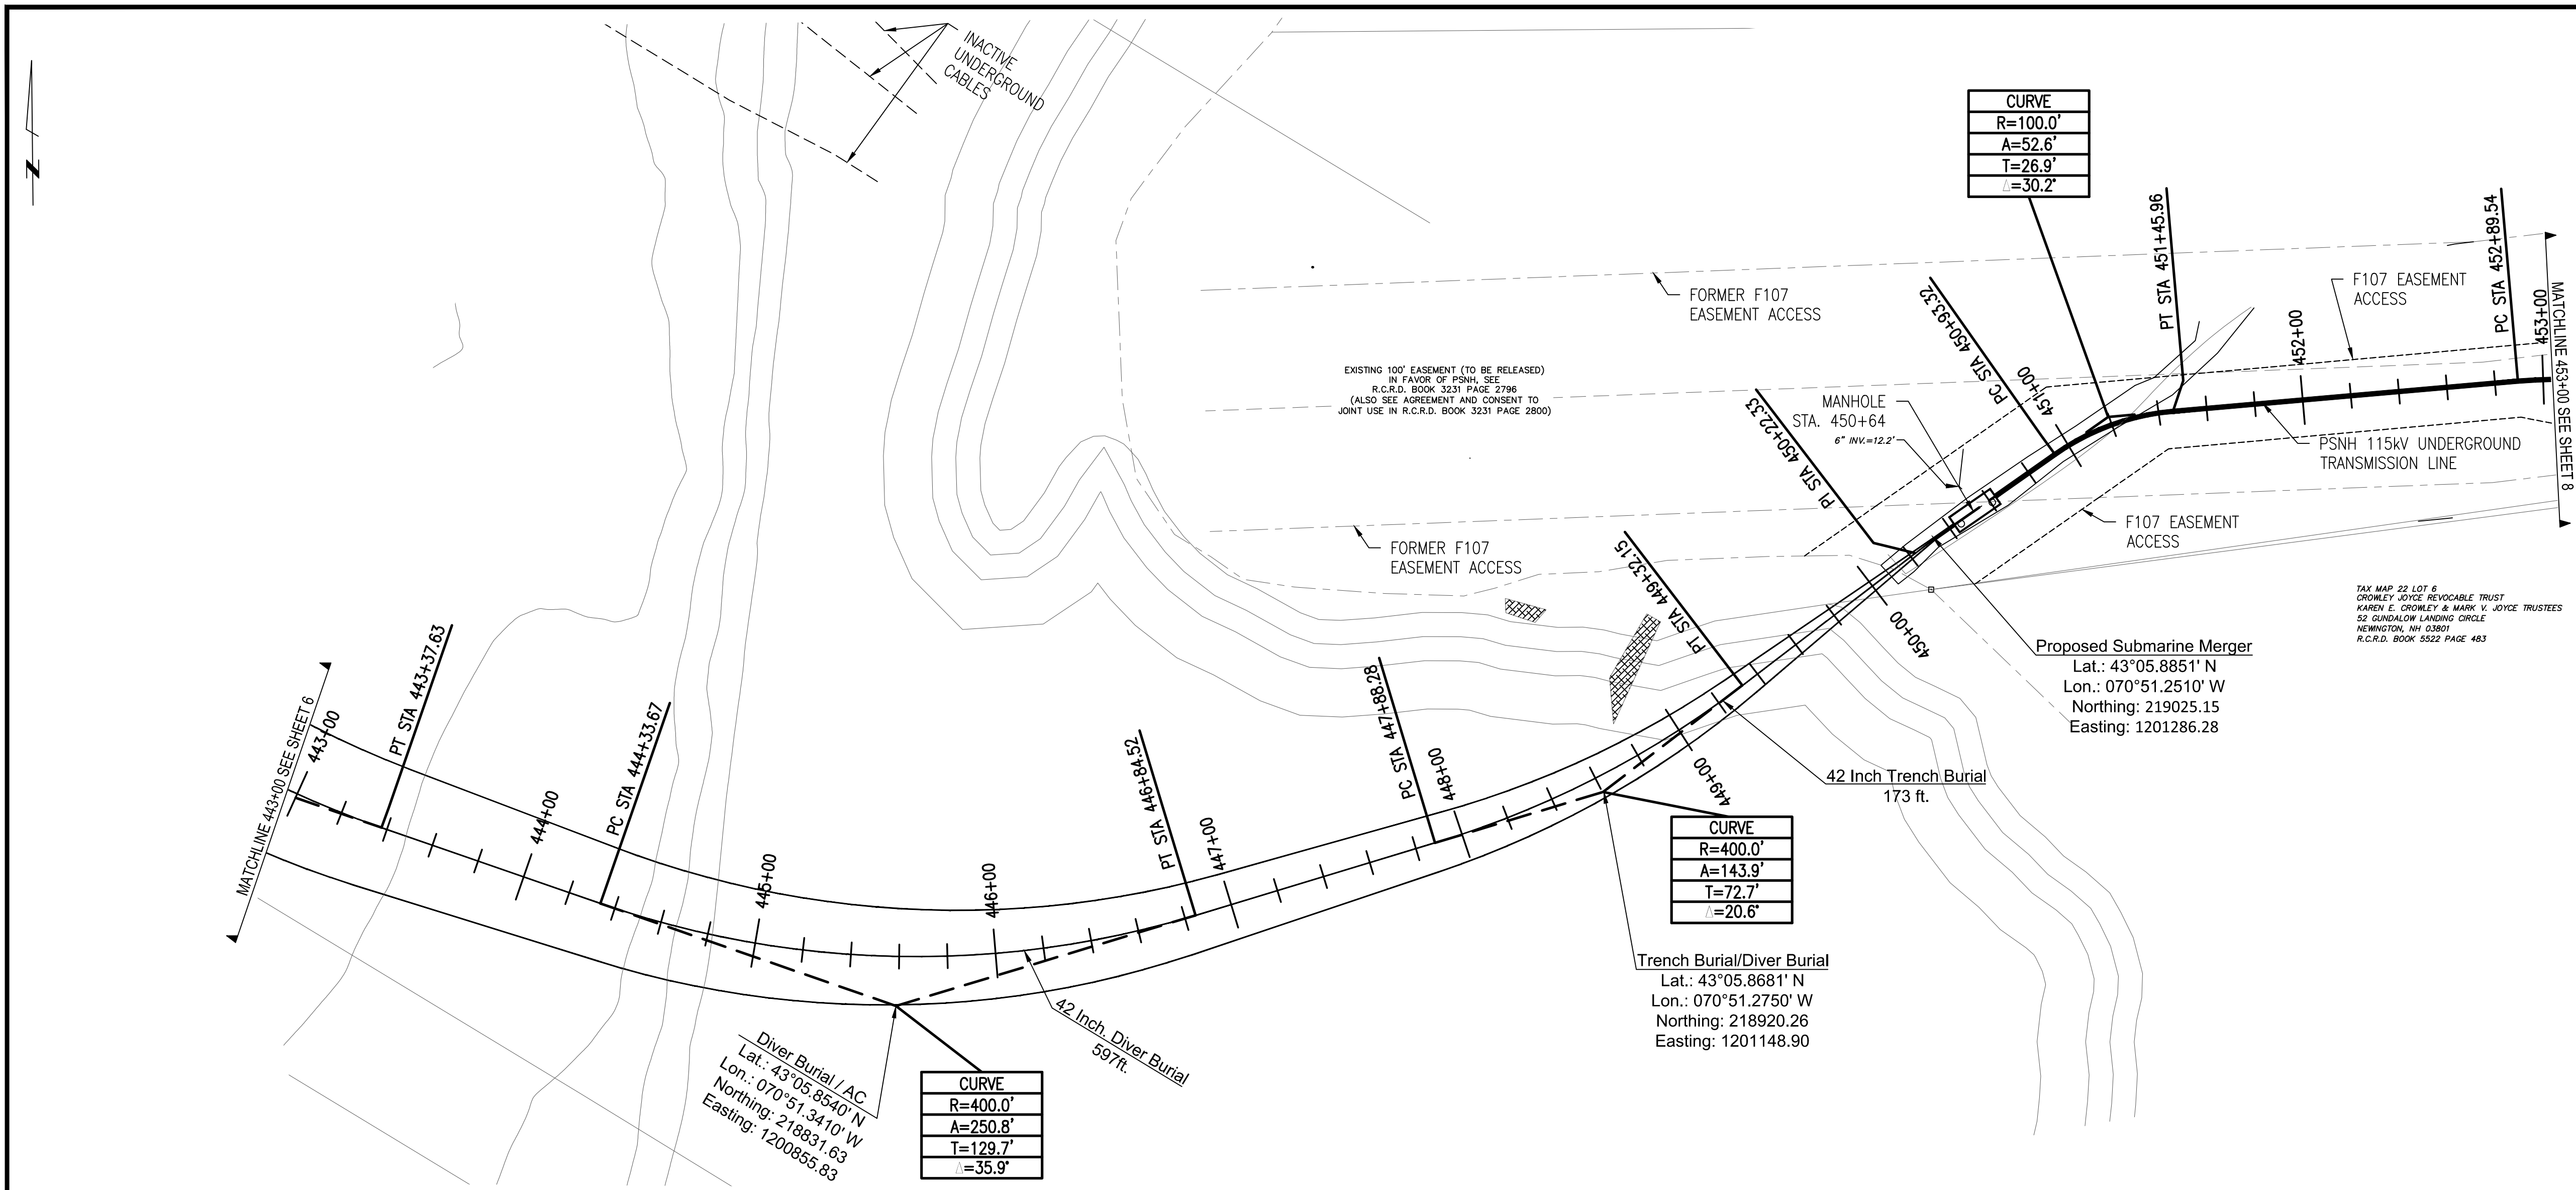 N
INACTIVE
UNDERGROUND
CABLES
CURVE
R=100.0'
A=52.6'
T=26.9'
△=30.2°
FORMER F107
EASEMENT ACCESS
EXISTING 100' EASEMENT (TO BE RELEASED)
IN FAVOR OF PSNH, SEE
R.C.R.D. BOOK 3231 PAGE 2796
(ALSO SEE AGREEMENT AND CONSENT TO
JOINT USE IN R.C.R.D. BOOK 3231 PAGE 2800)
FORMER F107
EASEMENT ACCESS
MANHOLE
STA. 450+64
6" INV.=12.2'
PI STA 450+22.33
PC STA 450+93.32
451+00
PT STA 451+45.96
452+00
F107 EASEMENT
ACCESS
PC STA 452+89.54
453+00
MATCHLINE 453+00 SEE SHEET 8
PSNH 115kV UNDERGROUND
TRANSMISSION LINE
F107 EASEMENT
ACCESS
TAX MAP 22 LOT 6
CROWLEY JOYCE REVOCABLE TRUST
KAREN E. CROWLEY & MARK V. JOYCE TRUSTEES
52 GUNDALOW LANDING CIRCLE
NEWINGTON, NH 03801
R.C.R.D. BOOK 5522 PAGE 483
MATCHLINE 443+00 SEE SHEET 6
443+00
PT STA 443+37.63
444+00
PC STA 444+33.67
445+00
446+00
PT STA 446+84.52
447+00
PC STA 447+88.28
448+00
449+00
PT STA 449+32.15
450+00
Proposed Submarine Merger
Lat.: 43°05.8851' N
Lon.: 070°51.2510' W
Northing: 219025.15
Easting: 1201286.28
42 Inch Trench Burial
173 ft.
CURVE
R=400.0'
A=143.9'
T=72.7'
△=20.6°
Trench Burial/Diver Burial
Lat.: 43°05.8681' N
Lon.: 070°51.2750' W
Northing: 218920.26
Easting: 1201148.90
42 Inch. Diver Burial
597ft.
Diver Burial / AC
Lat.: 43°05.8540' N
Lon.: 070°51.3410' W
Northing: 218831.63
Easting: 1200855.83
CURVE
R=400.0'
A=250.8'
T=129.7'
△=35.9°